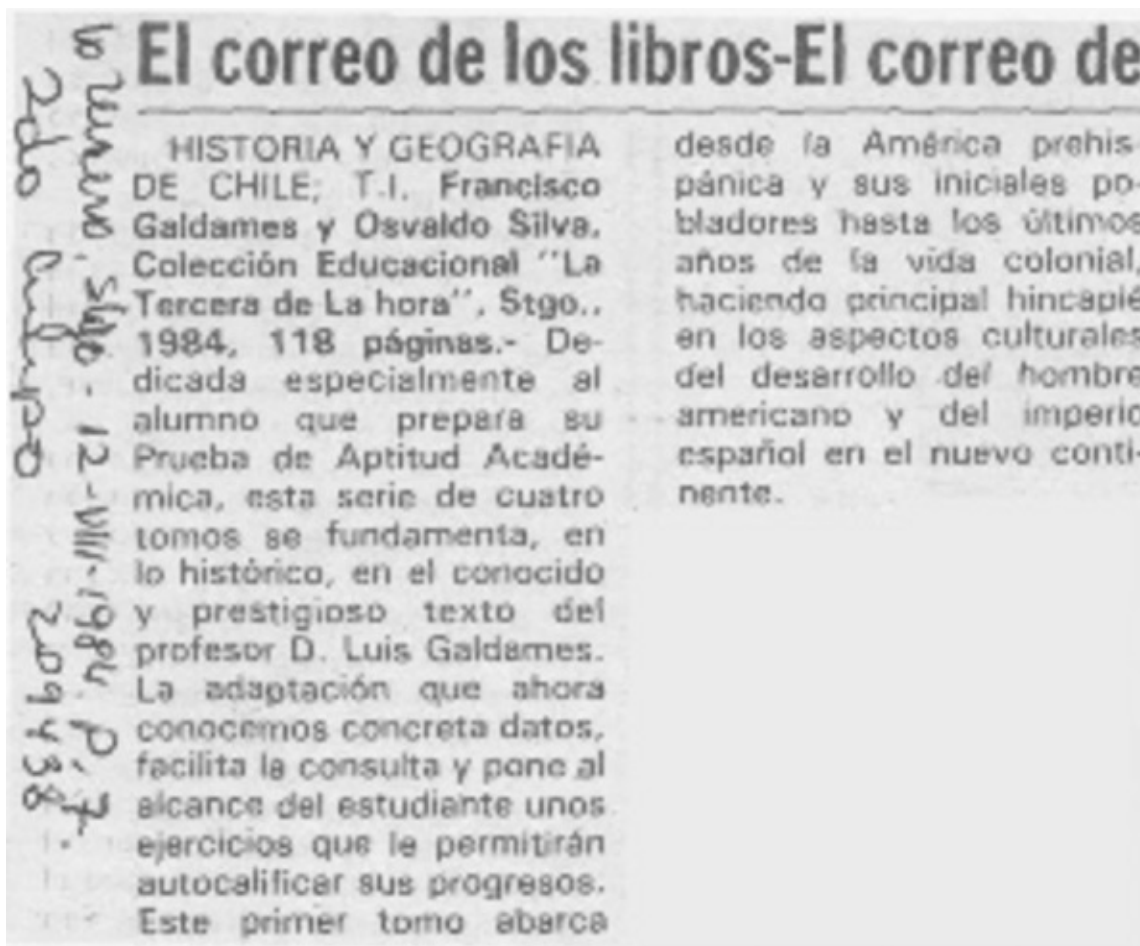 El correo de los libros-El correo de
HISTORIA Y GEOGRAFIA
DE CHILE; T.I. Francisco
Galdames y Osvaldo Silva.
Colección Educacional "La
Tercera de La hora", Stgo.,
1984, 118 páginas.- De-
dicada especialmente al
alumno que prepara su
Prueba de Aptitud Acadé-
mica, esta serie de cuatro
tomos se fundamenta, en
lo histórico, en el conocido
y prestigioso texto del
profesor D. Luis Galdames.
La adaptación que ahora
conocemos concreta datos,
facilita la consulta y pone al
alcance del estudiante unos
ejercicios que le permitirán
autocalificar sus progresos.
Este primer tomo abarca
desde la América prehis-
pánica y sus iniciales po-
bladores hasta los últimos
años de la vida colonial,
haciendo principal hincapié
en los aspectos culturales
del desarrollo del hombre
americano y del imperio
español en el nuevo conti-
nente.
Stgo. 12-VIII-1984. p. 7.
2do 209438